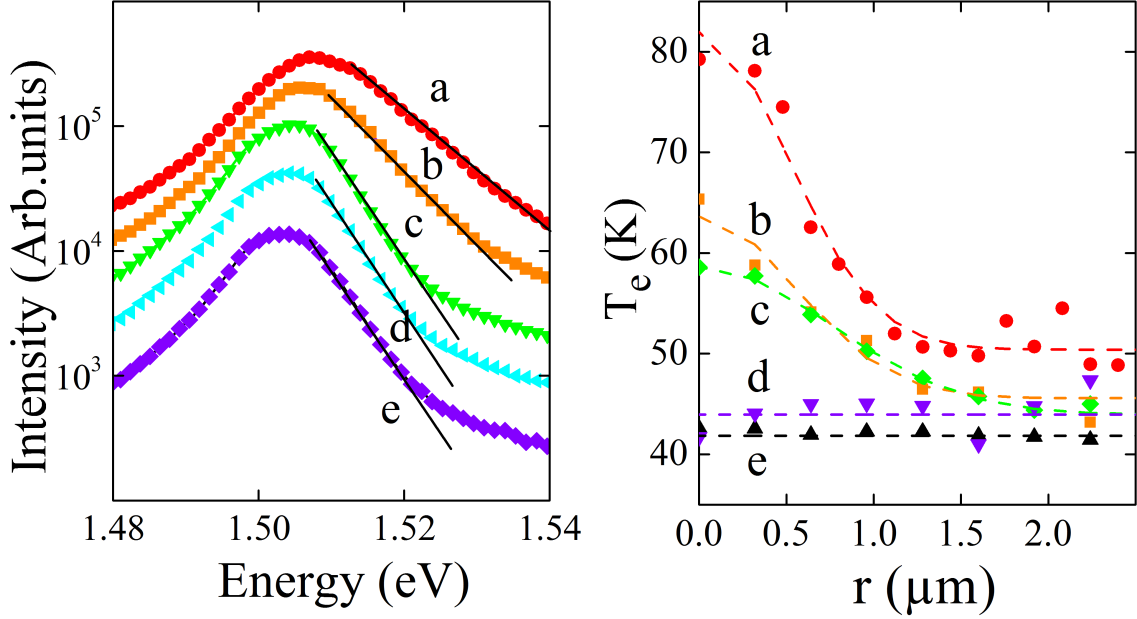 Intensity (Arb.units)
10^5
10^4
10^3
a
b
c
d
e
1.48
1.50
1.52
1.54
Energy (eV)
T_e (K)
80
70
60
50
40
a
b
c
d
e
0.0
0.5
1.0
1.5
2.0
r (μm)